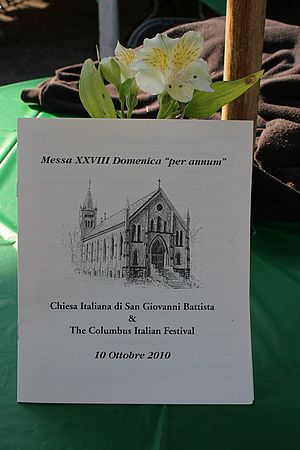 Messa XXVIII Domenica "per annum"
Chiesa Italiana di San Giovanni Battista
&
The Columbus Italian Festival
10 Ottobre 2010